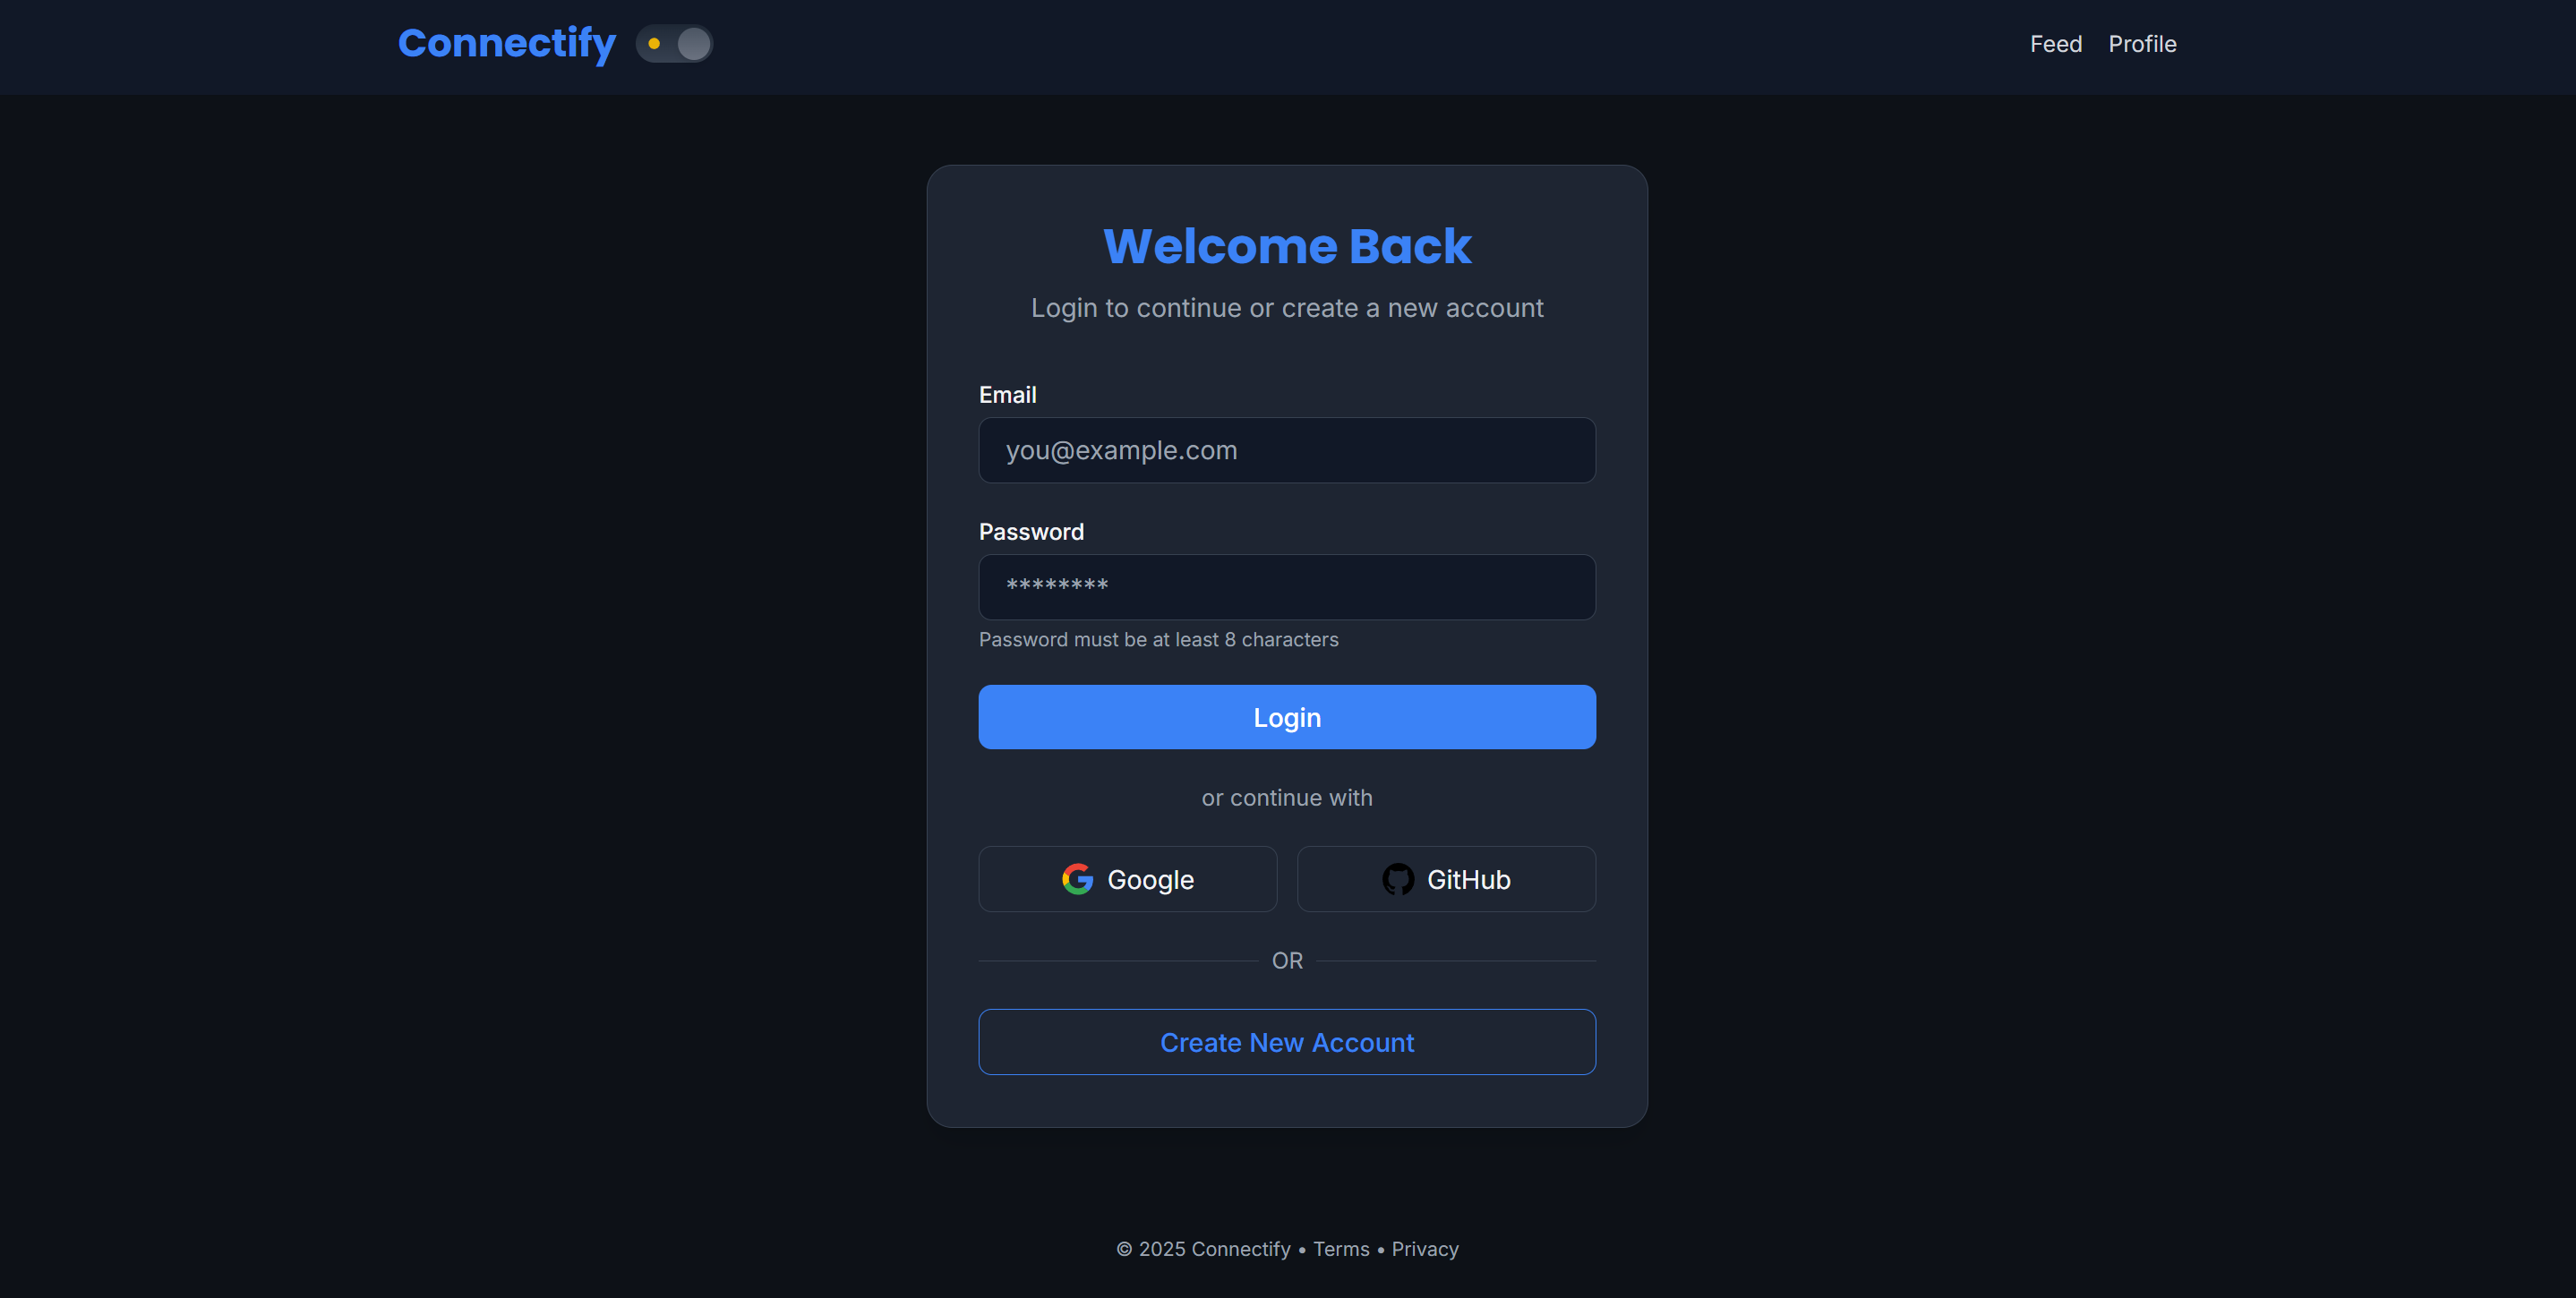 Connectify
Feed Profile
Welcome Back
Login to continue or create a new account
Email
you@example.com
Password
********
Password must be at least 8 characters
Login
or continue with
Google GitHub
OR
Create New Account
© 2025 Connectify • Terms • Privacy